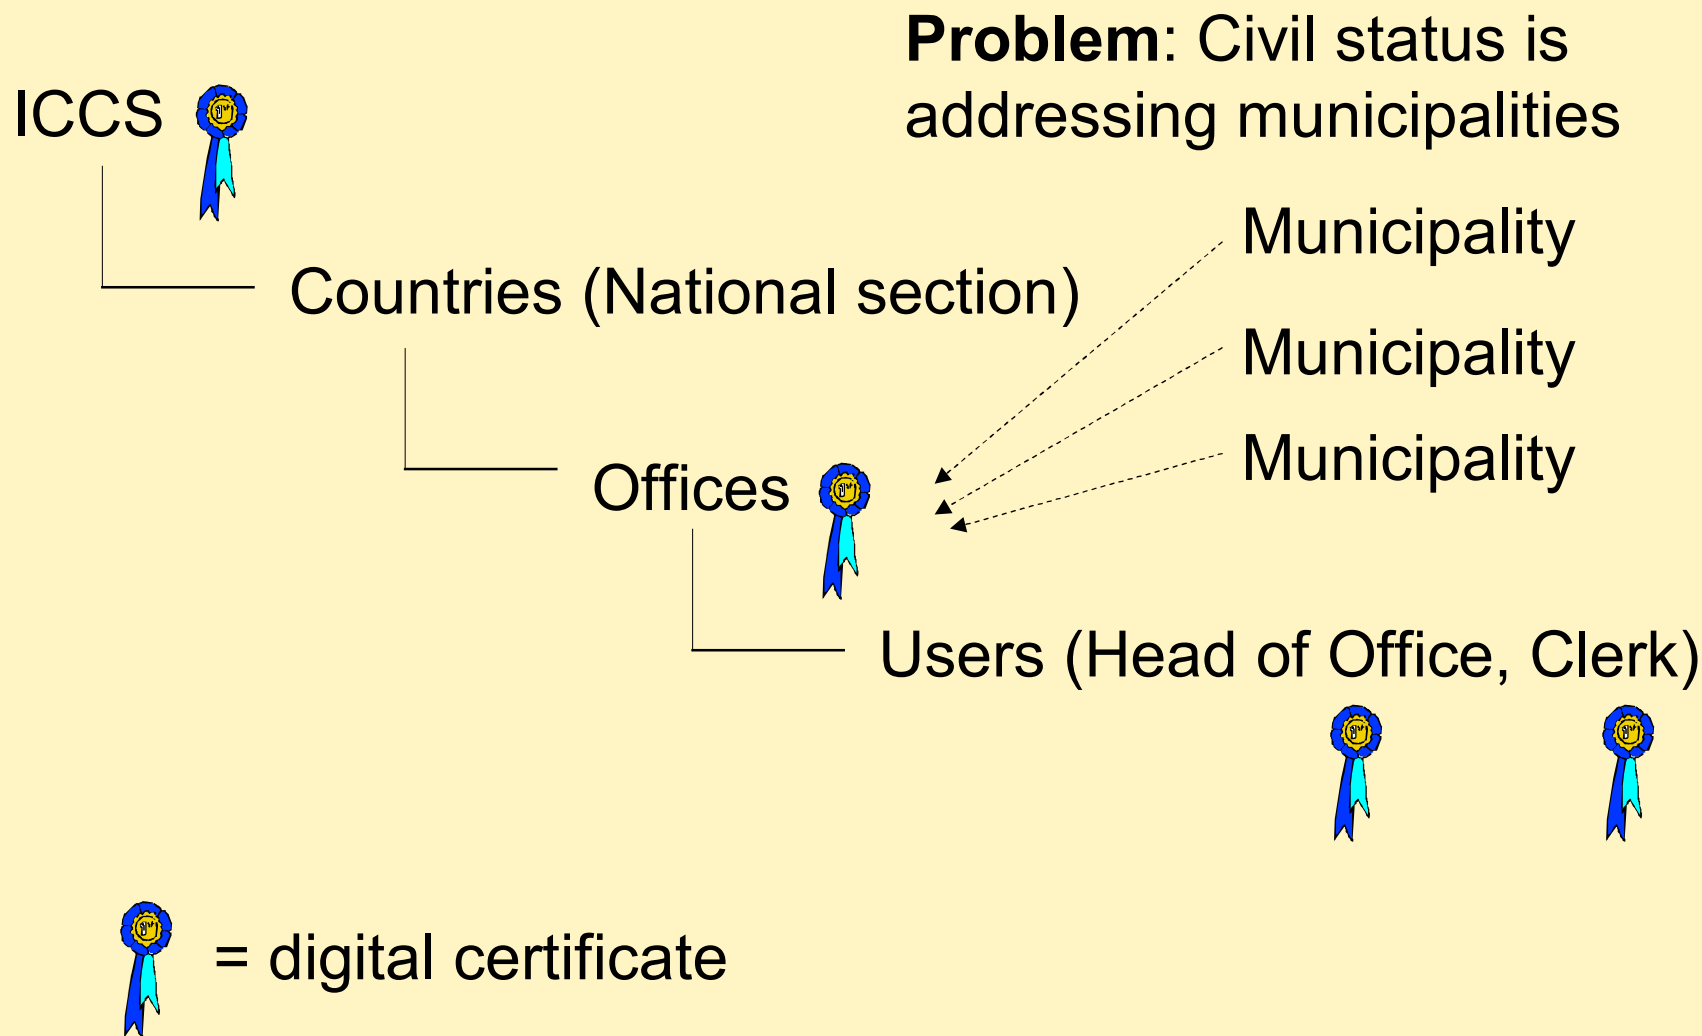 Problem: Civil status is
addressing municipalities
ICCS
Municipality
Countries (National section)
Municipality
Municipality
Offices
Users (Head of Office, Clerk)
= digital certificate